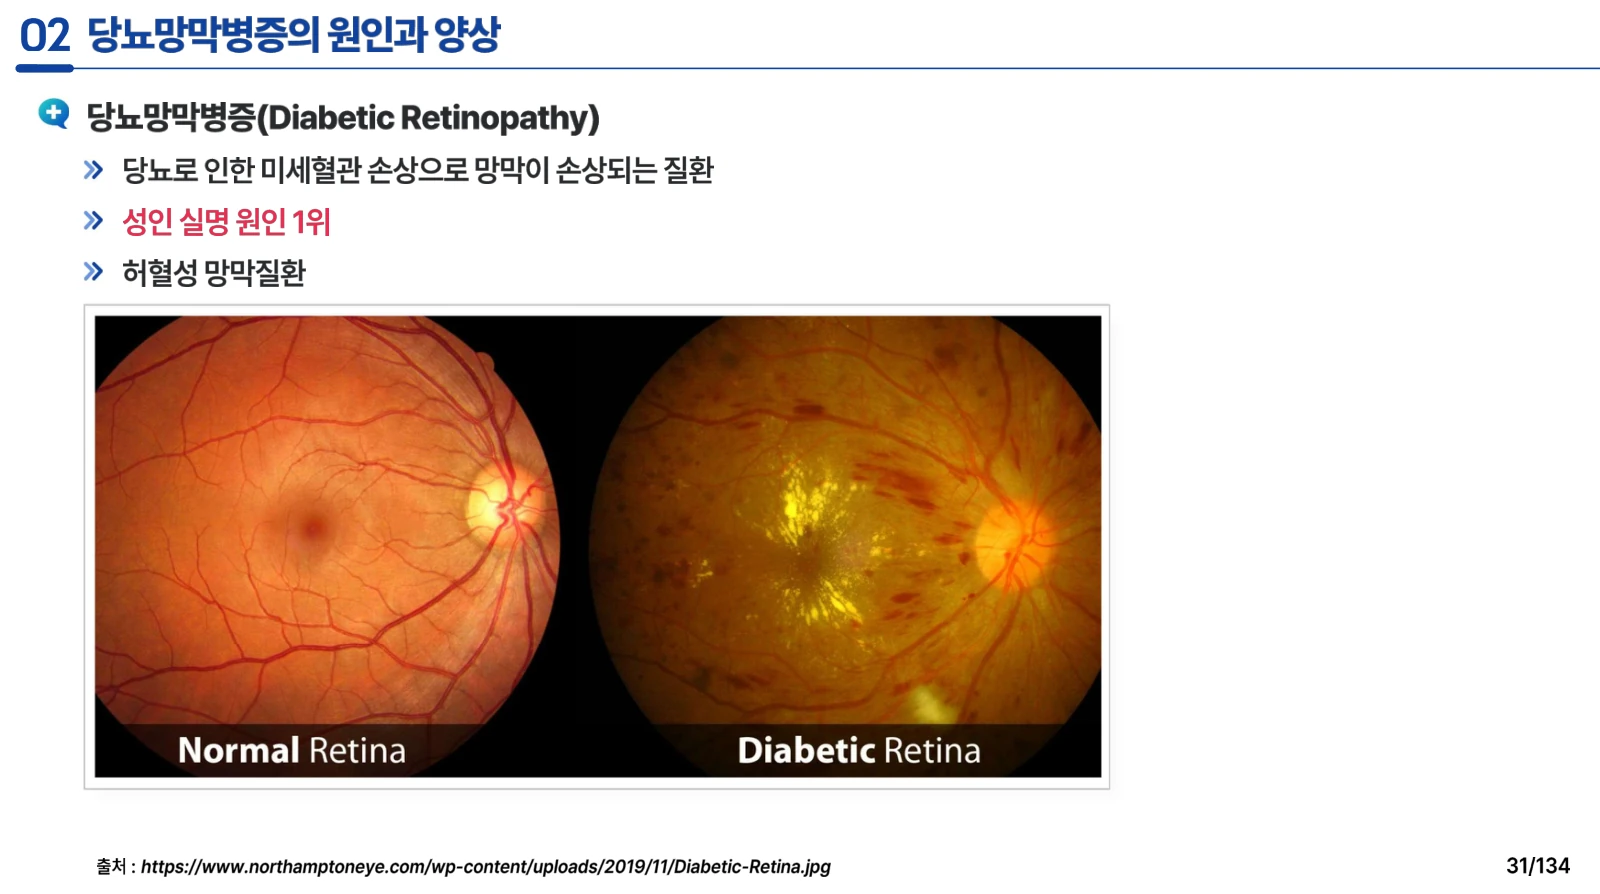 02 당뇨망막병증의 원인과 양상
당뇨망막병증(Diabetic Retinopathy)
당뇨로 인한 미세혈관 손상으로 망막이 손상되는 질환
성인 실명 원인 1위
허혈성 망막질환
Normal Retina
Diabetic Retina
출처 : https://www.northamptoneye.com/wp-content/uploads/2019/11/Diabetic-Retina.jpg
31/134